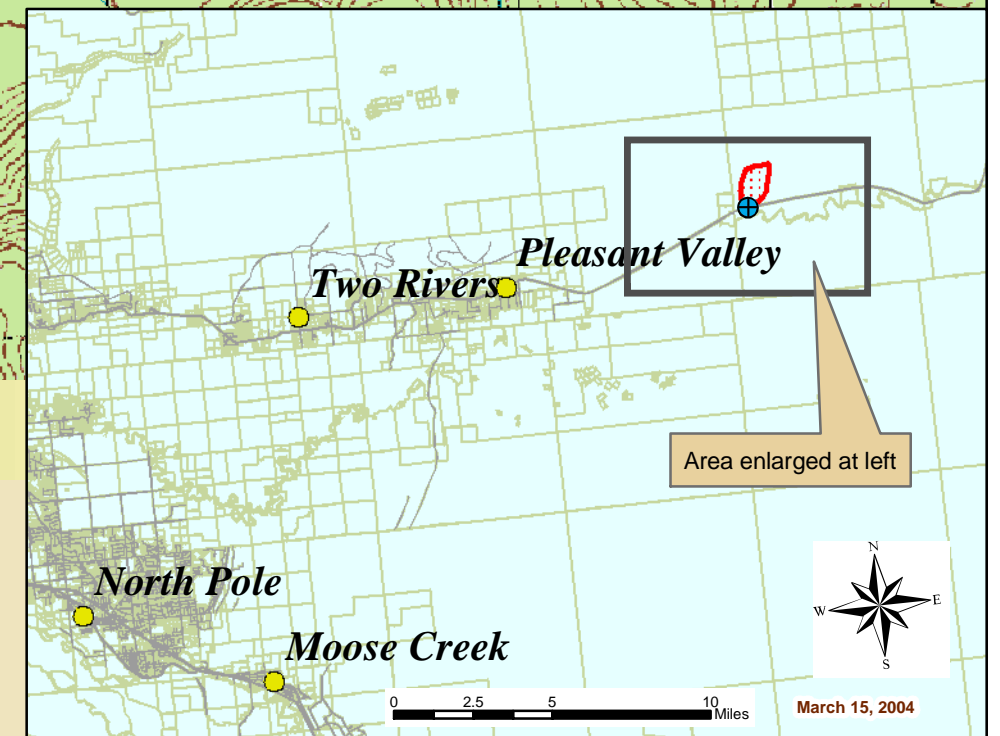 Pleasant Valley
Two Rivers
Area enlarged at left
N
W E
S
North Pole
Moose Creek
0 2.5 5 10
Miles
March 15, 2004